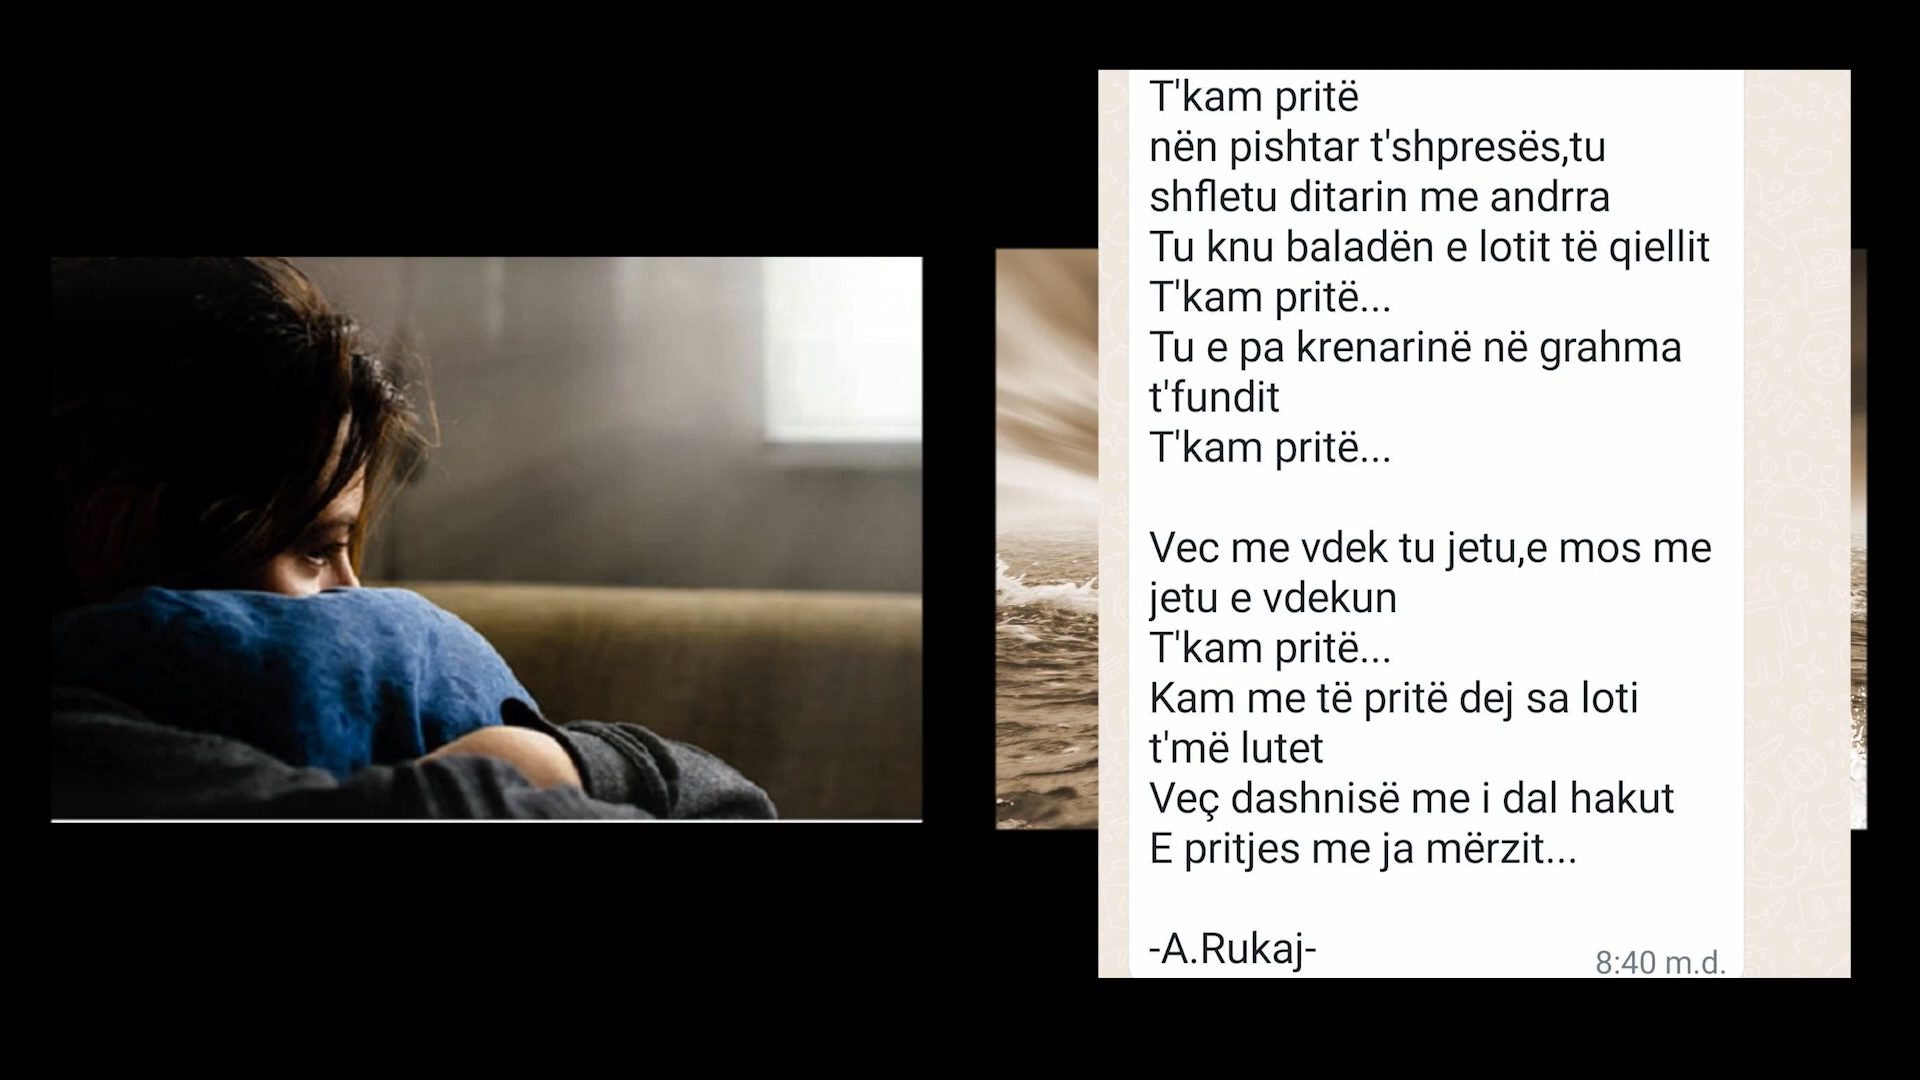 T'kam pritë
nën pishtar t'shpresës,tu
shfletu ditarin me andrra
Tu knu baladën e lotit të qiellit
T'kam pritë...
Tu e pa krenarinë në grahma
t'fundit
T'kam pritë...
Vec me vdek tu jetu,e mos me
jetu e vdekun
T'kam pritë...
Kam me të pritë dej sa loti
t'më lutet
Veç dashnisë me i dal hakut
E pritjes me ja mërzit...
-A.Rukaj-
8:40 m.d.